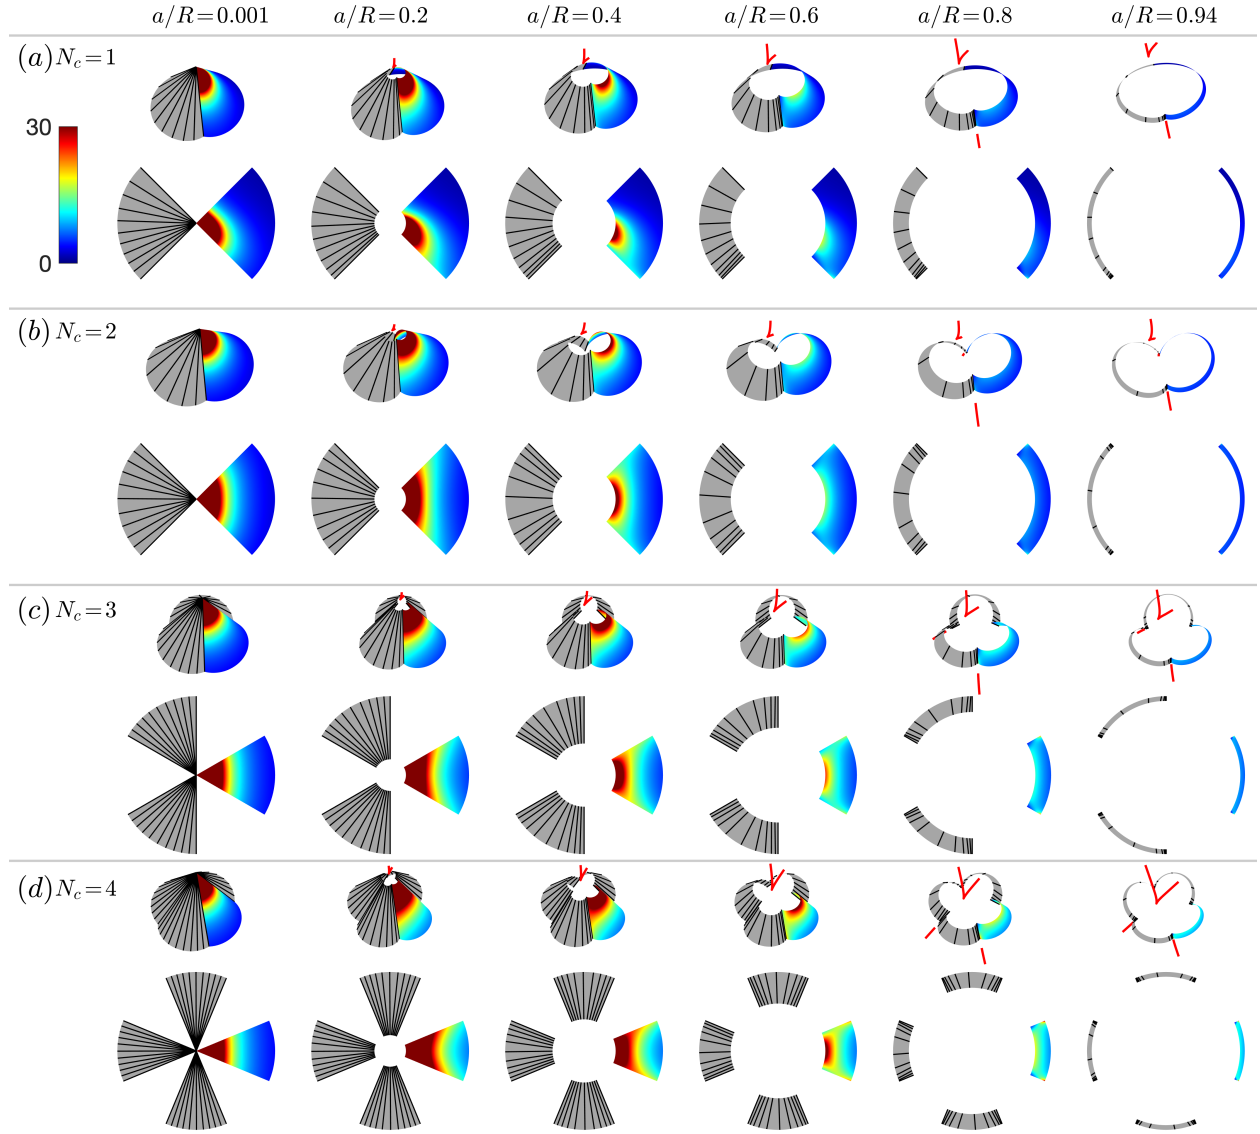 a/R=0.001 a/R=0.2 a/R=0.4 a/R=0.6 a/R=0.8 a/R=0.94
(a) N_c=1
30
0
(b) N_c=2
(c) N_c=3
(d) N_c=4